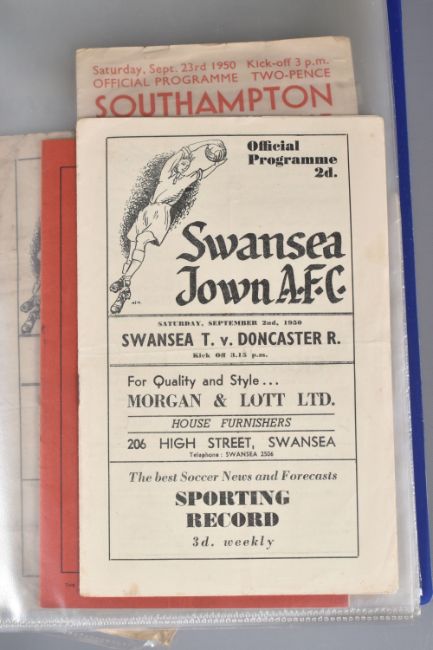 Saturday, Sept. 23rd 1950 Kick-off 3 p.m.
OFFICIAL PROGRAMME TWO-PENCE
SOUTHAMPTON
Official
Programme
2d.
Swansea
Town A.F.C.
SATURDAY, SEPTEMBER 2nd, 1950
SWANSEA T. v. DONCASTER R.
Kick Off 3.15 p.m.
For Quality and Style...
MORGAN & LOTT LTD.
HOUSE FURNISHERS
206 HIGH STREET, SWANSEA
Telephone : SWANSEA 2506
The best Soccer News and Forecasts
SPORTING
RECORD
3d. weekly